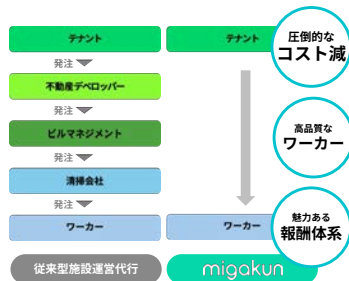 テナント
発注
不動産デベロッパー
発注
ビルマネジメント
発注
清掃会社
発注
ワーカー
従来型施設運営代行
テナント
ワーカー
migakun
圧倒的な
コスト減
高品質な
ワーカー
魅力ある
報酬体系